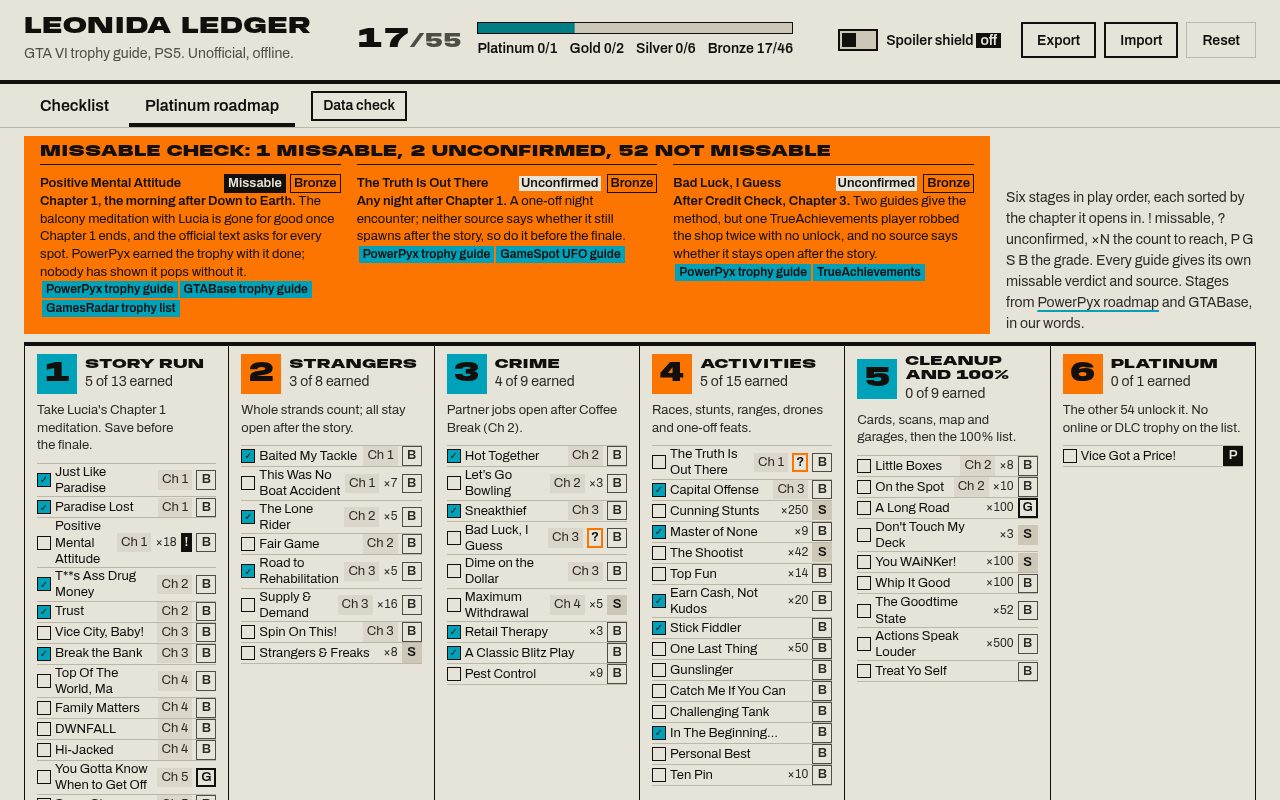 LEONIDA LEDGER
GTA VI trophy guide, PS5. Unofficial, offline.
17/55
Platinum 0/1 Gold 0/2 Silver 0/6 Bronze 17/46
Spoiler shield off
Export
Import
Reset
Checklist
Platinum roadmap
Data check
MISSABLE CHECK: 1 MISSABLE, 2 UNCONFIRMED, 52 NOT MISSABLE
Positive Mental Attitude Missable Bronze
Chapter 1, the morning after Down to Earth. The
balcony meditation with Lucia is gone for good once
Chapter 1 ends, and the official text asks for every
spot. PowerPyx earned the trophy with it done;
nobody has shown it pops without it.
PowerPyx trophy guide GTABase trophy guide
GamesRadar trophy list
The Truth Is Out There Unconfirmed Bronze
Any night after Chapter 1. A one-off night
encounter; neither source says whether it still
spawns after the story, so do it before the finale.
PowerPyx trophy guide GameSpot UFO guide
Bad Luck, I Guess Unconfirmed Bronze
After Credit Check, Chapter 3. Two guides give the
method, but one TrueAchievements player robbed
the shop twice with no unlock, and no source says
whether it stays open after the story.
PowerPyx trophy guide TrueAchievements
Six stages in play order, each sorted by
the chapter it opens in. ! missable, ?
unconfirmed, ×N the count to reach, P G
S B the grade. Every guide gives its own
missable verdict and source. Stages
from PowerPyx roadmap and GTABase,
in our words.
1 STORY RUN
5 of 13 earned
Take Lucia's Chapter 1
meditation. Save before
the finale.
✓ Just Like
Paradise Ch 1 B
✓ Paradise Lost Ch 1 B
Positive
Mental
Attitude Ch 1 ×18 ! B
✓ T**s Ass Drug
Money Ch 2 B
✓ Trust Ch 2 B
Vice City, Baby! Ch 3 B
✓ Break the Bank Ch 3 B
Top Of The
World, Ma Ch 4 B
Family Matters Ch 4 B
DWNFALL Ch 4 B
Hi-Jacked Ch 4 B
You Gotta Know
When to Get Off Ch 5 G
2 STRANGERS
3 of 8 earned
Whole strands count; all stay
open after the story.
✓ Baited My Tackle Ch 1 B
This Was No
Boat Accident Ch 1 ×7 B
✓ The Lone
Rider Ch 2 ×5 B
Fair Game Ch 2 B
✓ Road to
Rehabilitation Ch 3 ×5 B
Supply &
Demand Ch 3 ×16 B
Spin On This! Ch 3 B
Strangers & Freaks ×8 S
3 CRIME
4 of 9 earned
Partner jobs open after Coffee
Break (Ch 2).
✓ Hot Together Ch 2 B
Let's Go
Bowling Ch 2 ×3 B
✓ Sneakthief Ch 3 B
Bad Luck, I
Guess Ch 3 ? B
Dime on the
Dollar Ch 3 B
Maximum
Withdrawal Ch 4 ×5 S
✓ Retail Therapy ×3 B
✓ A Classic Blitz Play B
Pest Control ×9 B
4 ACTIVITIES
5 of 15 earned
Races, stunts, ranges, drones
and one-off feats.
The Truth Is
Out There Ch 1 ? B
✓ Capital Offense Ch 3 B
Cunning Stunts ×250 S
✓ Master of None ×9 B
The Shootist ×42 S
Top Fun ×14 B
✓ Earn Cash, Not
Kudos ×20 B
✓ Stick Fiddler B
One Last Thing ×50 B
Gunslinger B
Catch Me If You Can B
Challenging Tank B
✓ In The Beginning... B
Personal Best B
Ten Pin ×10 B
5 CLEANUP
AND 100%
0 of 9 earned
Cards, scans, map and
garages, then the 100% list.
Little Boxes Ch 2 ×8 B
On the Spot Ch 2 ×10 B
A Long Road ×100 G
Don't Touch My
Deck ×3 S
You WAiNKer! ×100 S
Whip It Good ×100 B
The Goodtime
State ×52 B
Actions Speak
Louder ×500 B
Treat Yo Self B
6 PLATINUM
0 of 1 earned
The other 54 unlock it. No
online or DLC trophy on the list.
Vice Got a Price! P